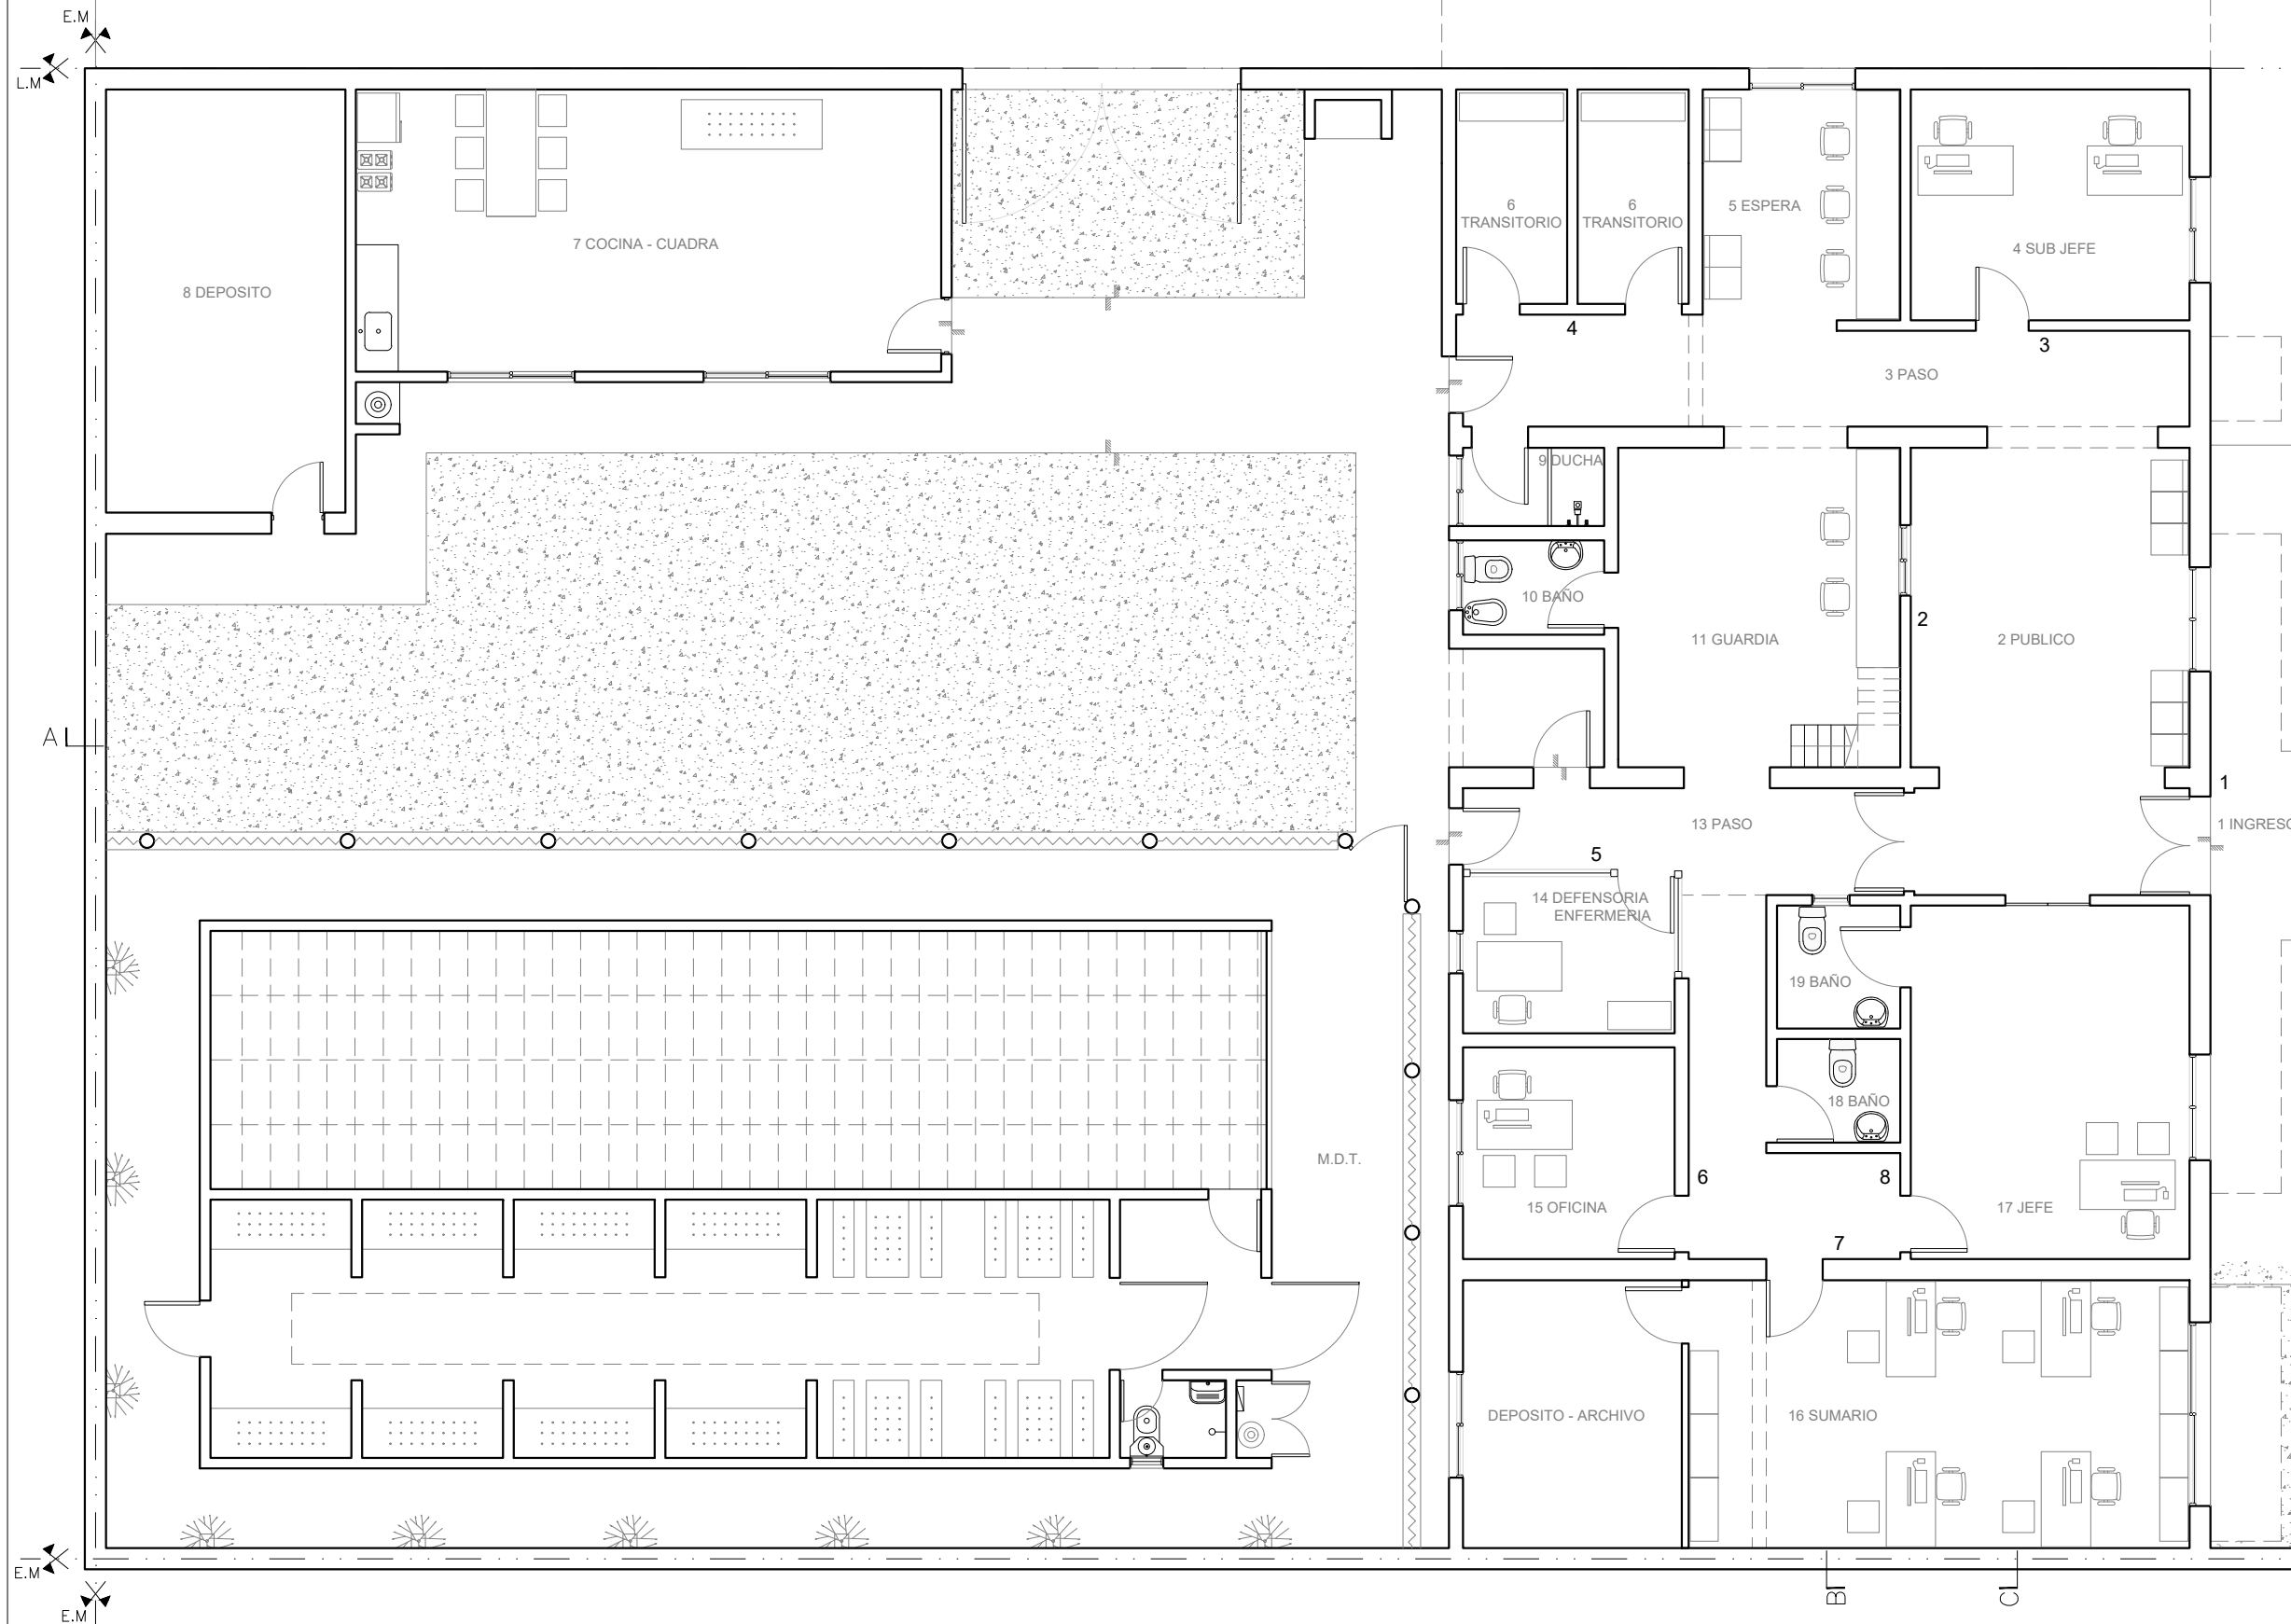 E.M
L.M
6
TRANSITORIO
6
TRANSITORIO
5 ESPERA
4 SUB JEFE
7 COCINA - CUADRA
8 DEPOSITO
4
3
3 PASO
9 DUCHA
10 BAÑO
11 GUARDIA
2
2 PUBLICO
A
1
13 PASO
1 INGRESO
5
14 DEFENSORIA
ENFERMERIA
19 BAÑO
18 BAÑO
M.D.T.
6
8
15 OFICINA
17 JEFE
7
DEPOSITO - ARCHIVO
16 SUMARIO
E.M
B
C
E.M